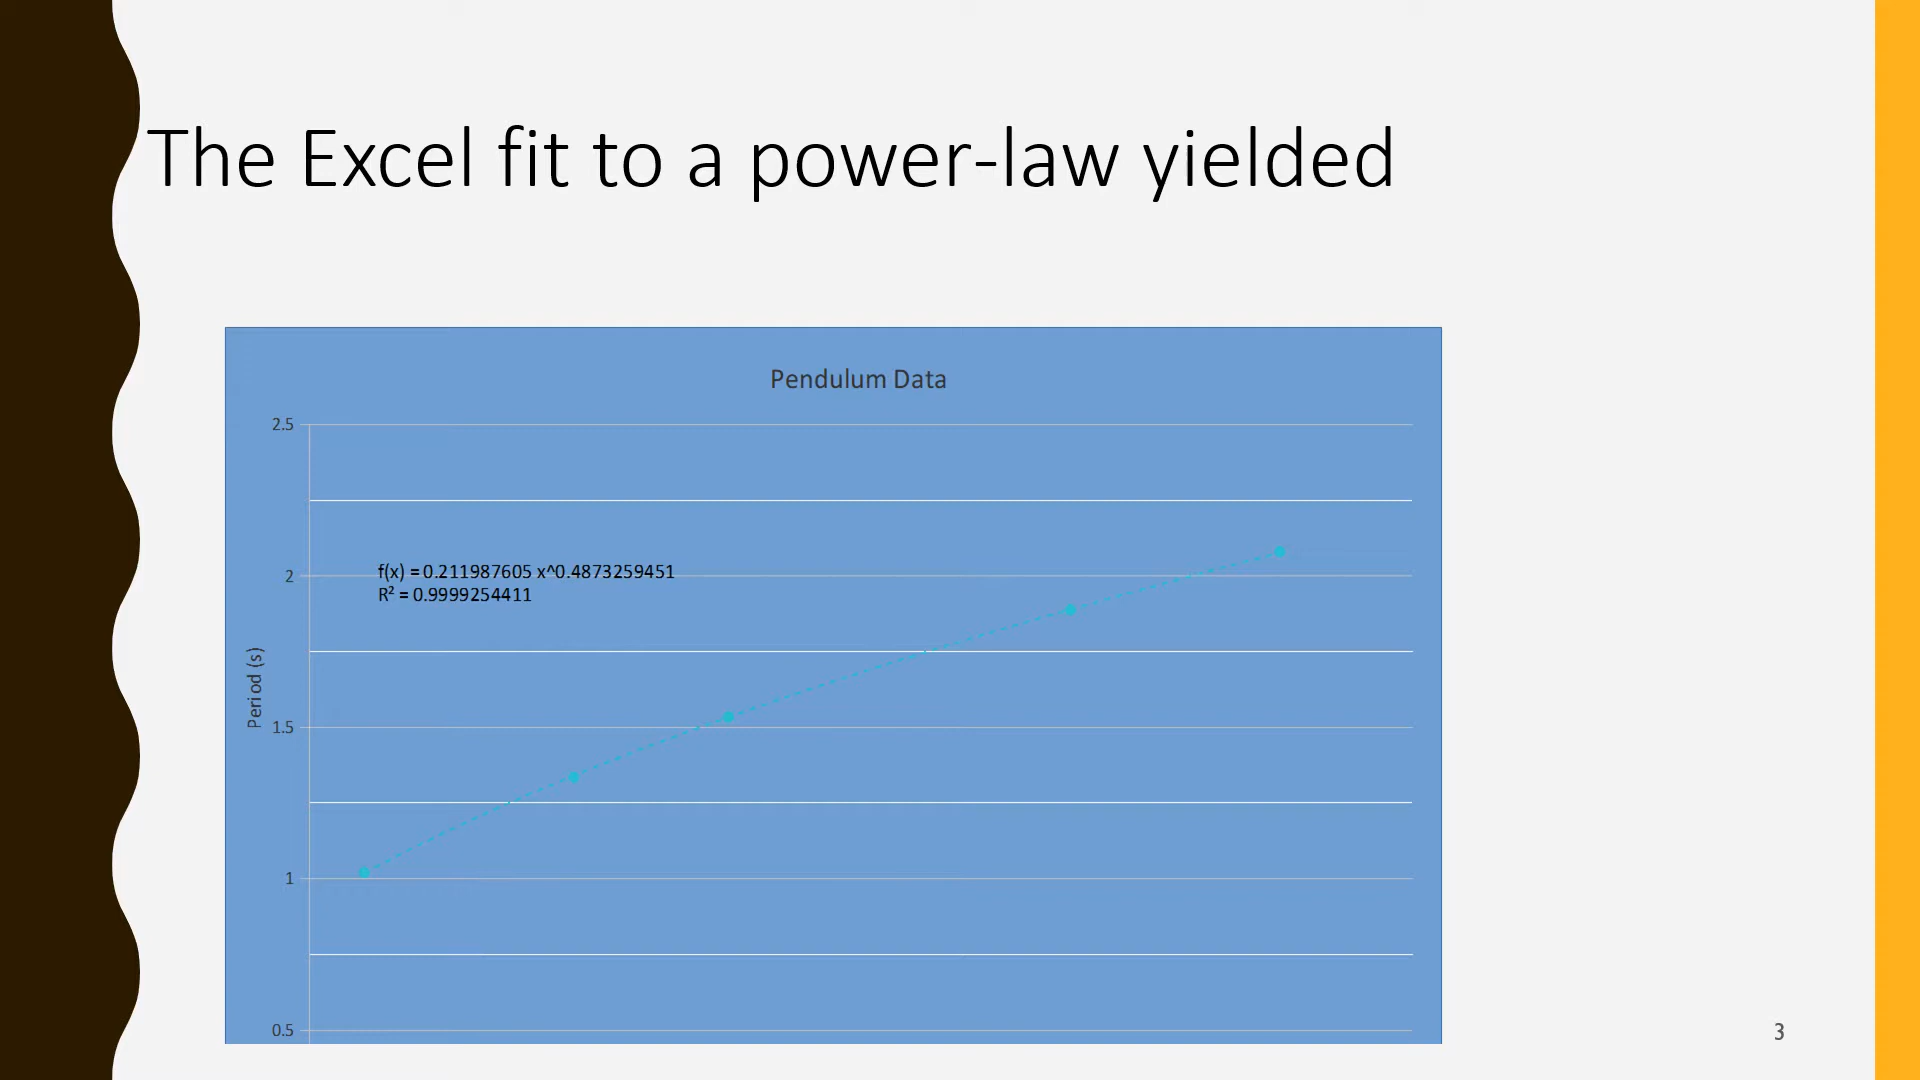 The Excel fit to a power-law yielded
Pendulum Data
2.5
f(x) = 0.211987605 x^0.4873259451
2
R² = 0.9999254411
Period (s)
1.5
1
0.5
3